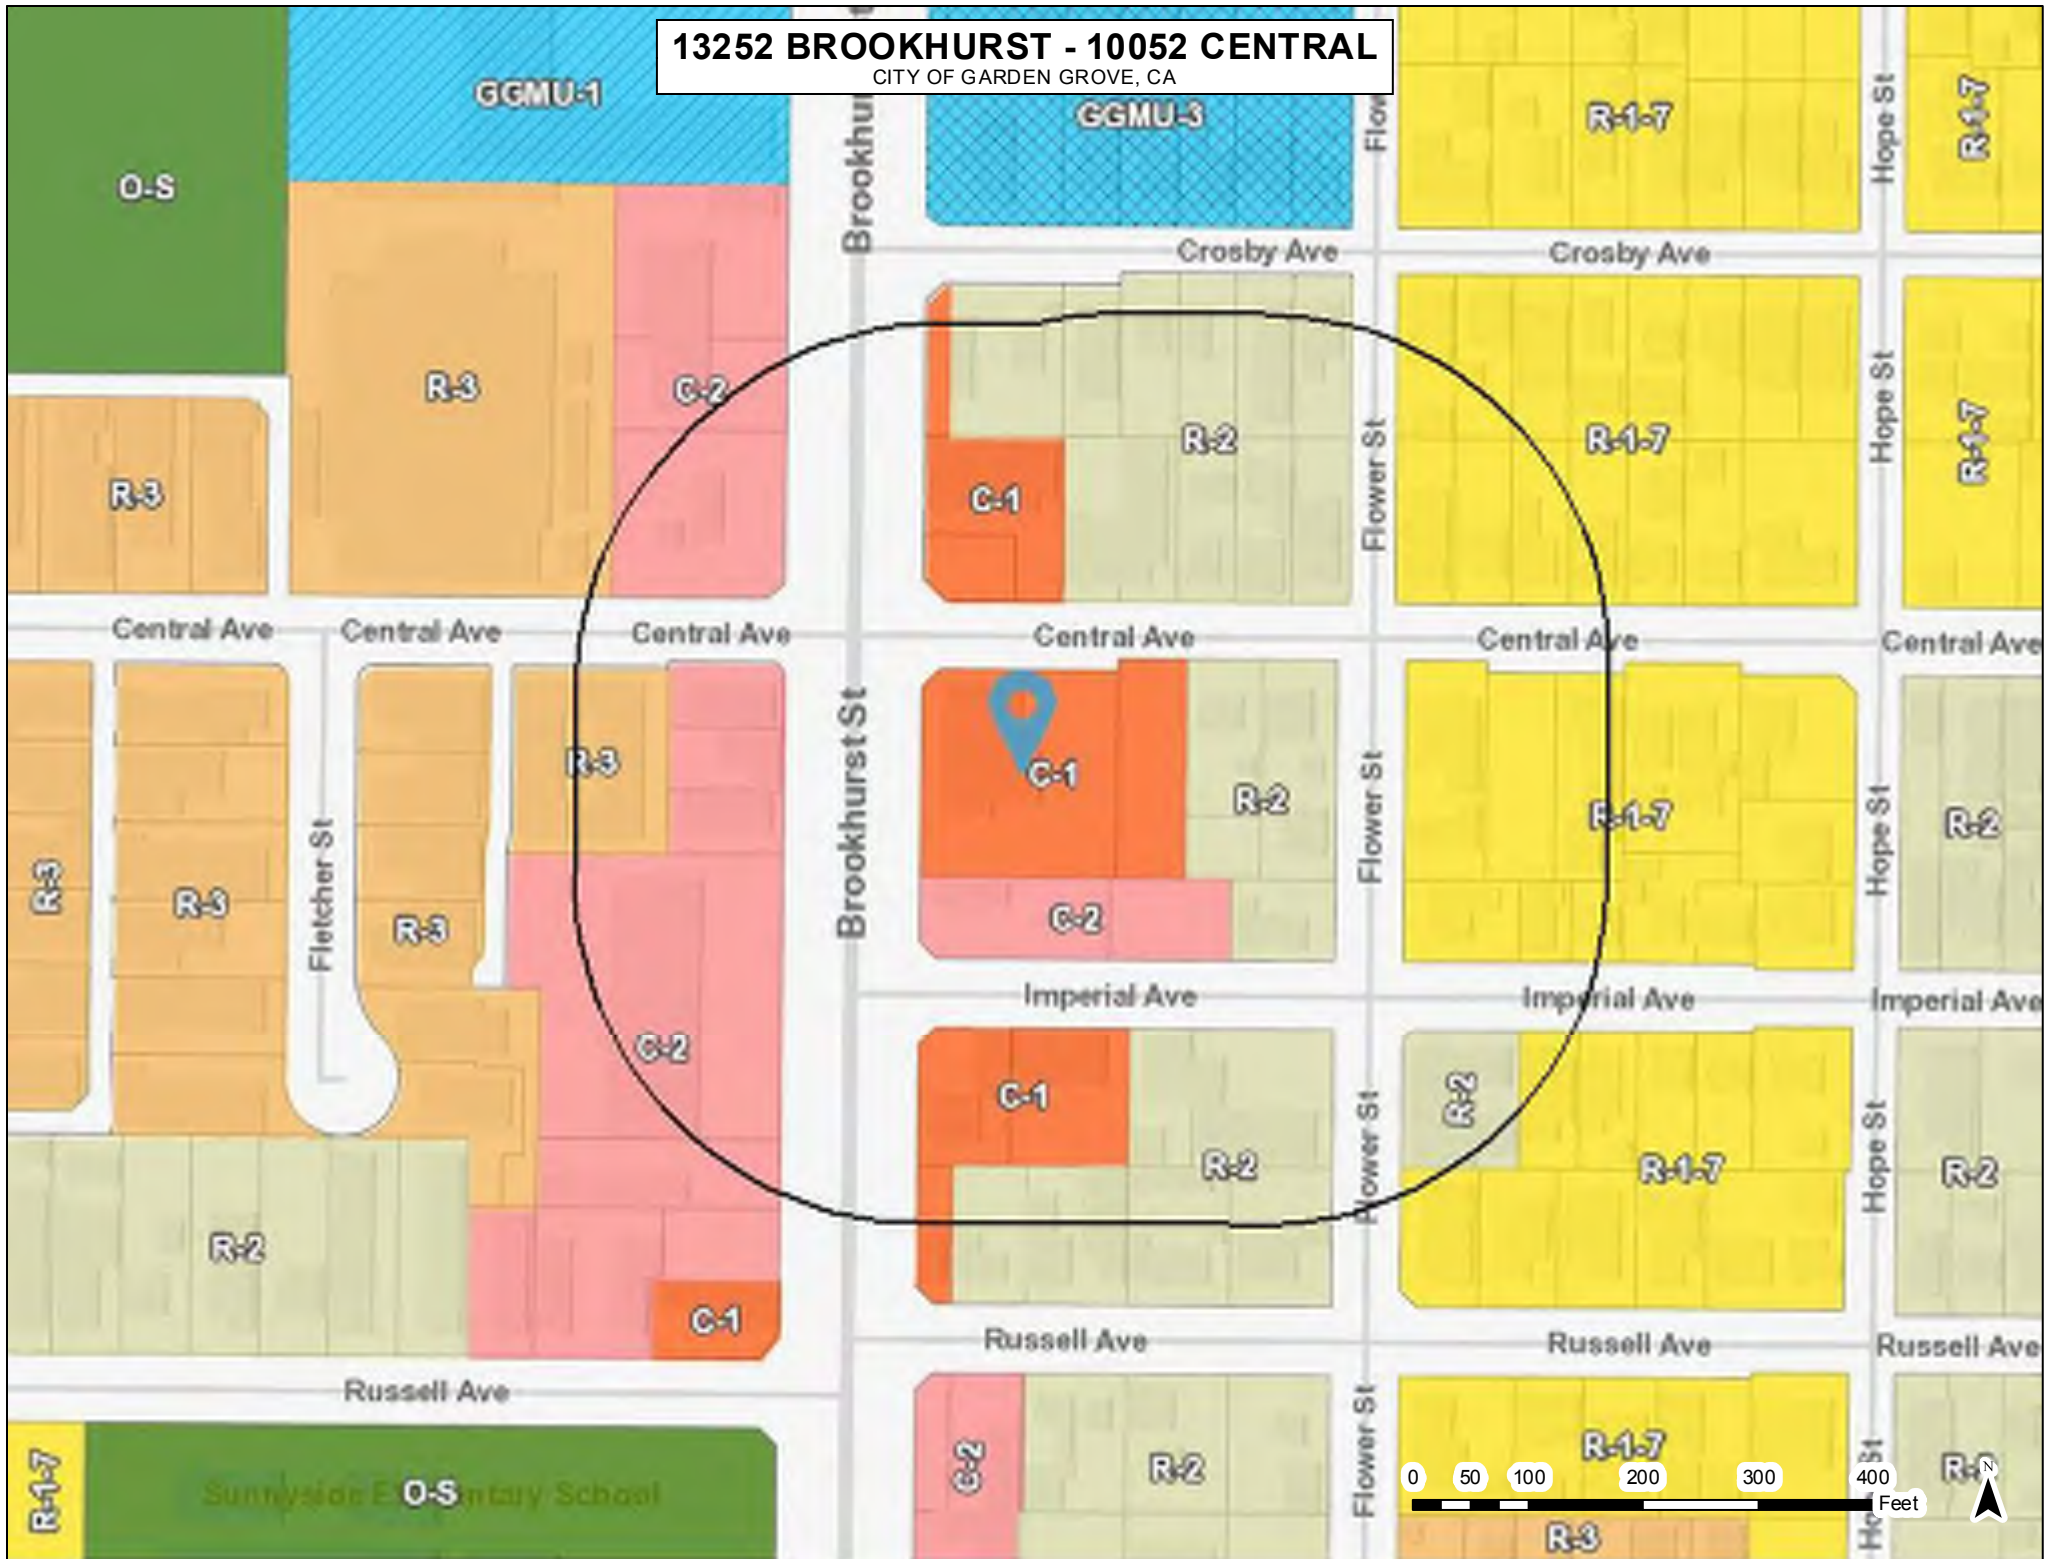 13252 BROOKHURST - 10052 CENTRAL
CITY OF GARDEN GROVE, CA
GGMU-1
GGMU-3
R-1-7
R-1-7
Hope St
O-S
Crosby Ave
Crosby Ave
R-3
C-2
R-2
R-1-7
R-1-7
Hope St
R-3
C-1
Flower St
Central Ave
Central Ave
Central Ave
Central Ave
Central Ave
Central Ave
R-3
C-1
R-2
R-1-7
R-2
Brookhurst St
Flower St
Hope St
R-3
R-3
Fletcher St
R-3
C-2
Imperial Ave
Imperial Ave
Imperial Ave
C-2
C-1
R-2
R-2
R-1-7
R-2
Flower St
Hope St
R-2
C-1
Russell Ave
Russell Ave
Russell Ave
Russell Ave
R-1-7
O-S
C-2
R-2
Flower St
R-1-7
R-3
0 50 100 200 300 400
Feet
N